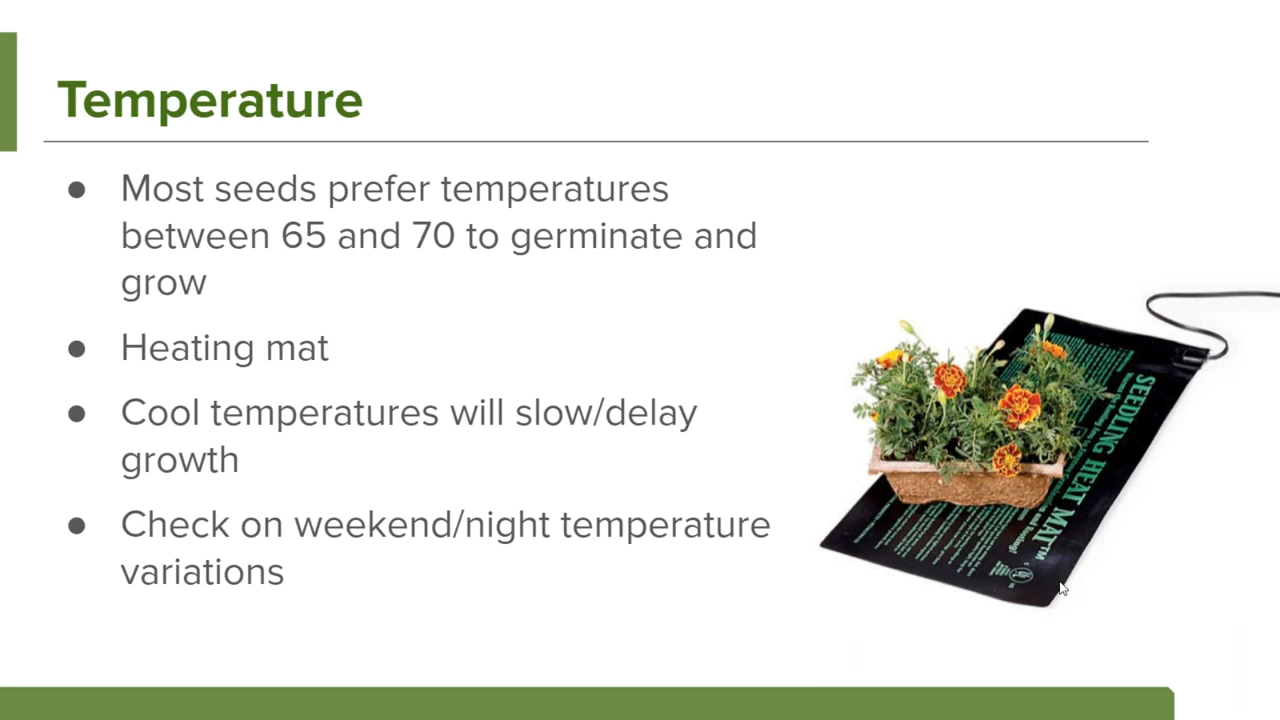 Temperature
● Most seeds prefer temperatures
between 65 and 70 to germinate and
grow
● Heating mat
● Cool temperatures will slow/delay
growth
● Check on weekend/night temperature
variations
SEEDLING HEAT MAT™